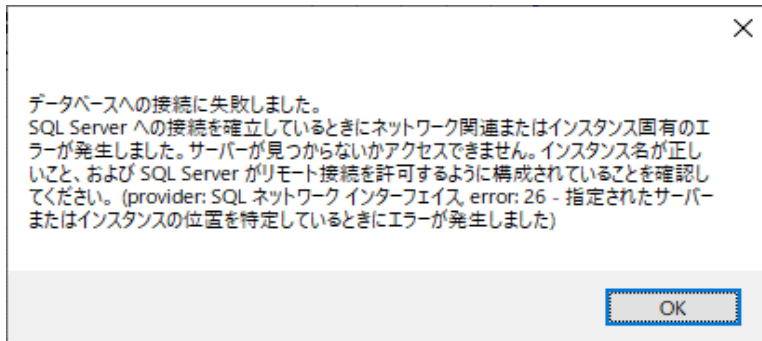 データベースへの接続に失敗しました。
SQL Server への接続を確立しているときにネットワーク関連またはインスタンス固有のエ
ラーが発生しました。サーバーが見つからないかアクセスできません。インスタンス名が正し
いこと、および SQL Server がリモート接続を許可するように構成されていることを確認し
てください。 (provider: SQL ネットワーク インターフェイス, error: 26 - 指定されたサーバー
またはインスタンスの位置を特定しているときにエラーが発生しました)
OK